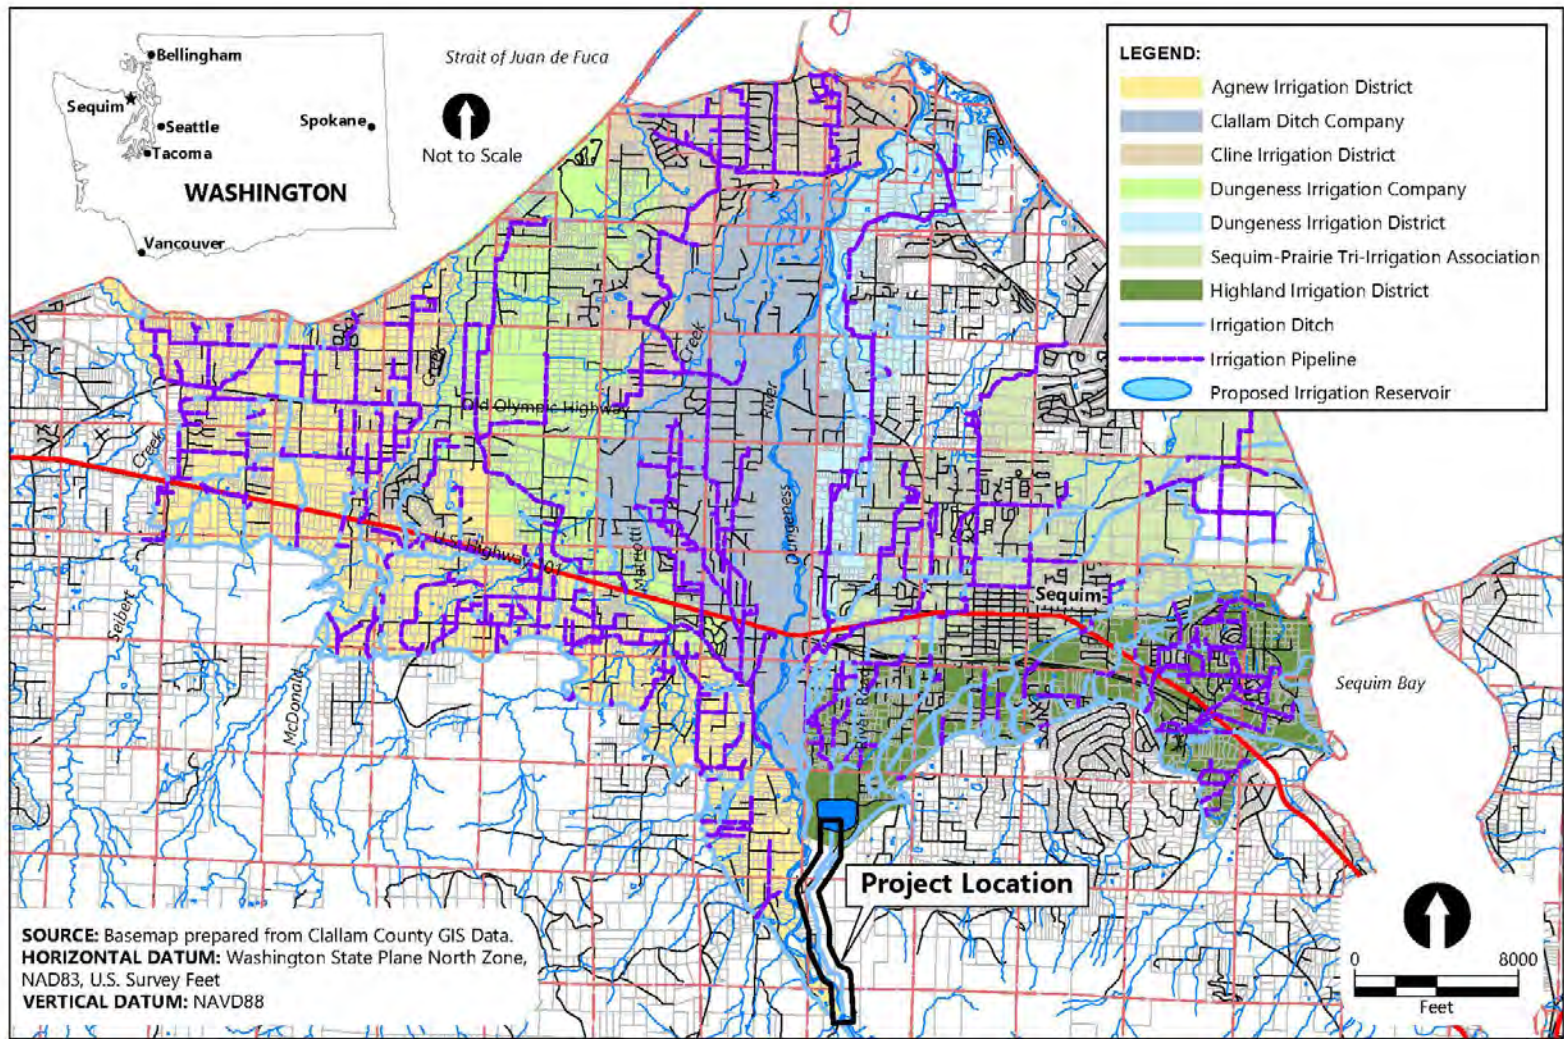 Bellingham
Sequim
Seattle
Tacoma
Spokane
WASHINGTON
Vancouver
Strait of Juan de Fuca
Not to Scale
LEGEND:
Agnew Irrigation District
Clallam Ditch Company
Cline Irrigation District
Dungeness Irrigation Company
Dungeness Irrigation District
Sequim-Prairie Tri-Irrigation Association
Highland Irrigation District
Irrigation Ditch
Irrigation Pipeline
Proposed Irrigation Reservoir
Creek
Creek
Old Olympic Highway
River
Creek
Dungeness
U.S. Highway 101
Matriotti
Sequim
Seibert
McDonald
River Road
Sequim Bay
Project Location
SOURCE: Basemap prepared from Clallam County GIS Data.
HORIZONTAL DATUM: Washington State Plane North Zone,
NAD83, U.S. Survey Feet
VERTICAL DATUM: NAVD88
0 8000
Feet